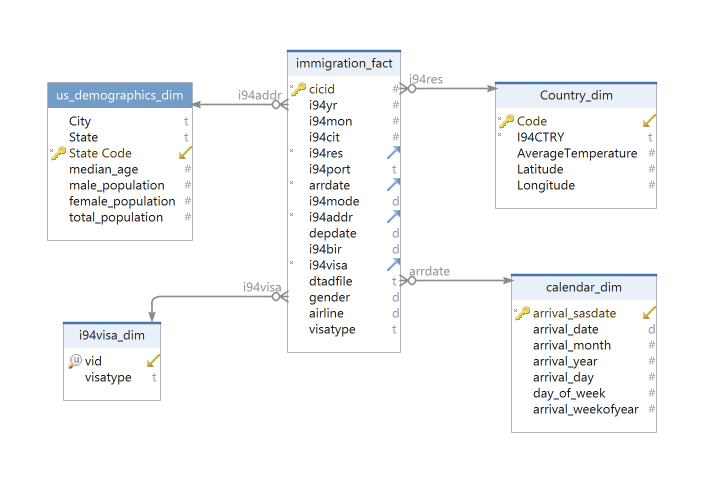 us_demographics_dim
City t
State t
State Code
median_age #
male_population #
female_population #
total_population #
i94addr
immigration_fact
cicid #
i94yr #
i94mon #
i94cit #
i94res
i94port t
arrdate
i94mode d
i94addr
depdate d
i94bir d
i94visa
dtadfile t
gender d
airline d
visatype t
i94res
Country_dim
Code
I94CTRY t
AverageTemperature #
Latitude #
Longitude #
i94visa
i94visa_dim
u vid
visatype t
arrdate
calendar_dim
arrival_sasdate
arrival_date d
arrival_month #
arrival_year #
arrival_day #
day_of_week #
arrival_weekofyear #